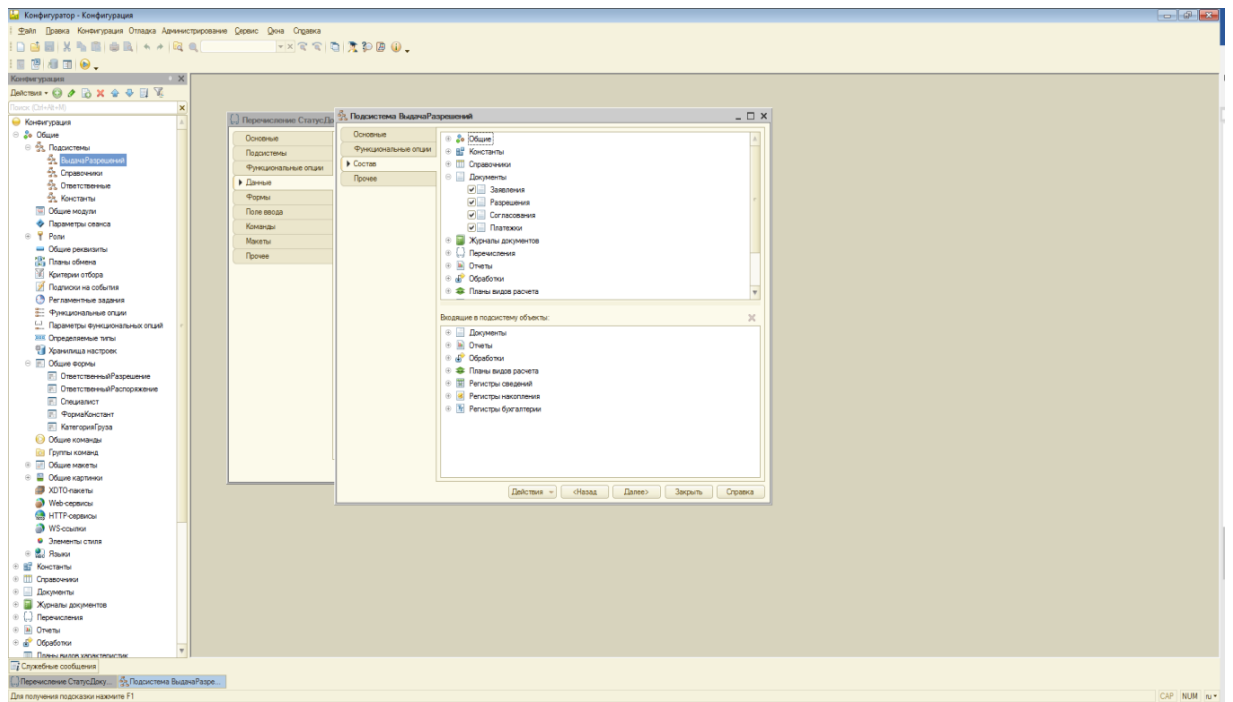 Конфигуратор - Конфигурация
Файл Правка Конфигурация Отладка Администрирование Сервис Окна Справка
Конфигурация
Действия
Поиск (Ctrl+Alt+M)
Конфигурация
Общие
Подсистемы
ВыдачаРазрешений
Справочники
Ответственные
Константы
Общие модули
Параметры сеанса
Роли
Общие реквизиты
Планы обмена
Критерии отбора
Подписки на события
Регламентные задания
Функциональные опции
Параметры функциональных опций
Определяемые типы
Хранилища настроек
Общие формы
ОтветственныйРазрешение
ОтветственныйРаспоряжение
Специалист
ФормаКонстант
КатегорияГруза
Общие команды
Группы команд
Общие макеты
Общие картинки
XDTO-пакеты
Web-сервисы
HTTP-сервисы
WS-ссылки
Элементы стиля
Языки
Константы
Справочники
Документы
Журналы документов
Перечисления
Отчеты
Обработки
Планы видов характеристик
Перечисление СтатусДо
Основные
Подсистемы
Функциональные опции
Данные
Формы
Поле ввода
Команды
Макеты
Прочее
Подсистема ВыдачаРазрешений
Основные
Функциональные опции
Состав
Прочее
Общие
Константы
Справочники
Документы
Заявления
Разрешения
Согласования
Платежки
Журналы документов
Перечисления
Отчеты
Обработки
Планы видов расчета
Входящие в подсистему объекты:
Документы
Отчеты
Обработки
Планы видов расчета
Регистры сведений
Регистры накопления
Регистры бухгалтерии
Действия <Назад Далее> Закрыть Справка
Служебные сообщения
Перечисление СтатусДоку... Подсистема ВыдачаРазре...
Для получения подсказки нажмите F1
CAP NUM ru